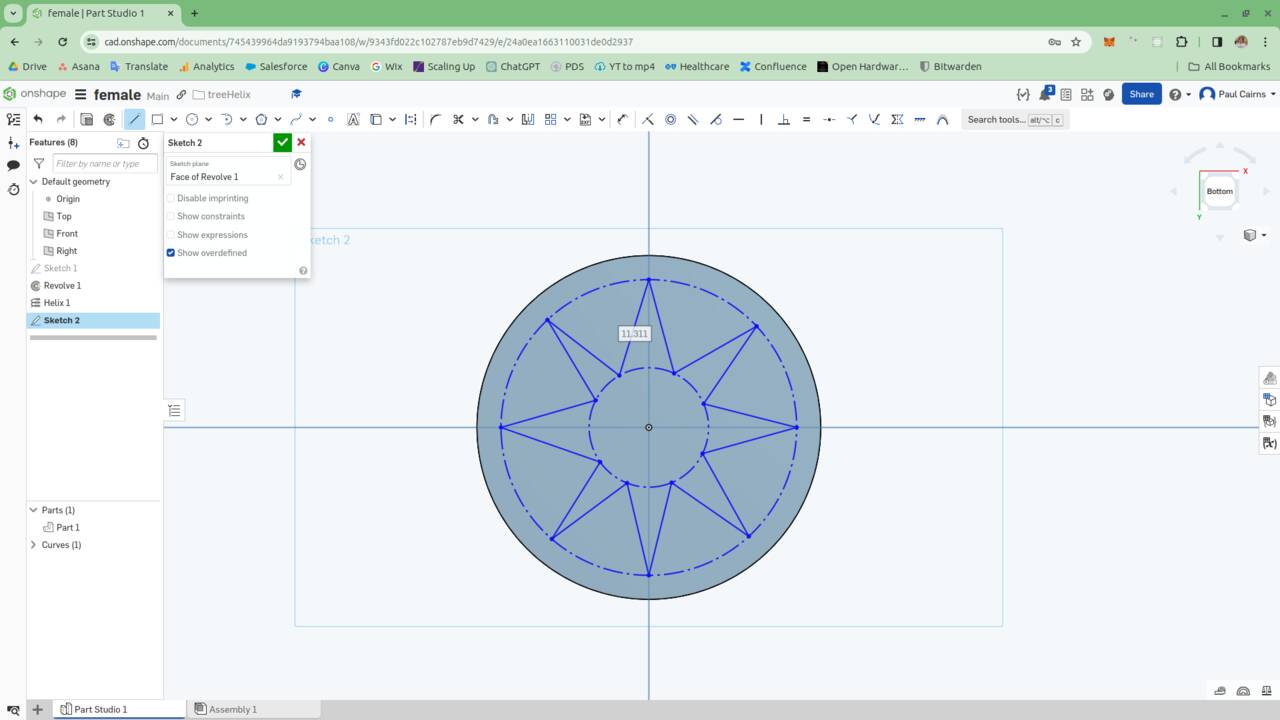 female | Part Studio 1
cad.onshape.com/documents/745439964da9193794baa108/w/9343fd022c102787eb9d7429/e/24a0ea1663110031de0d2937
Drive Asana Translate Analytics Salesforce Canva Wix Scaling Up ChatGPT PDS YT to mp4 Healthcare Confluence Open Hardwar... Bitwarden All Bookmarks
onshape female Main treeHelix 3 Share Paul Cairns
Search tools... alt/⌥ c
Features (8)
Filter by name or type
Default geometry
Origin
Top
Front
Right
Sketch 1
Revolve 1
Helix 1
Sketch 2
Parts (1)
Part 1
Curves (1)
Sketch 2
Sketch plane
Face of Revolve 1
Disable imprinting
Show constraints
Show expressions
Show overdefined
ketch 2
11.311
X
Bottom
Y
Part Studio 1
Assembly 1